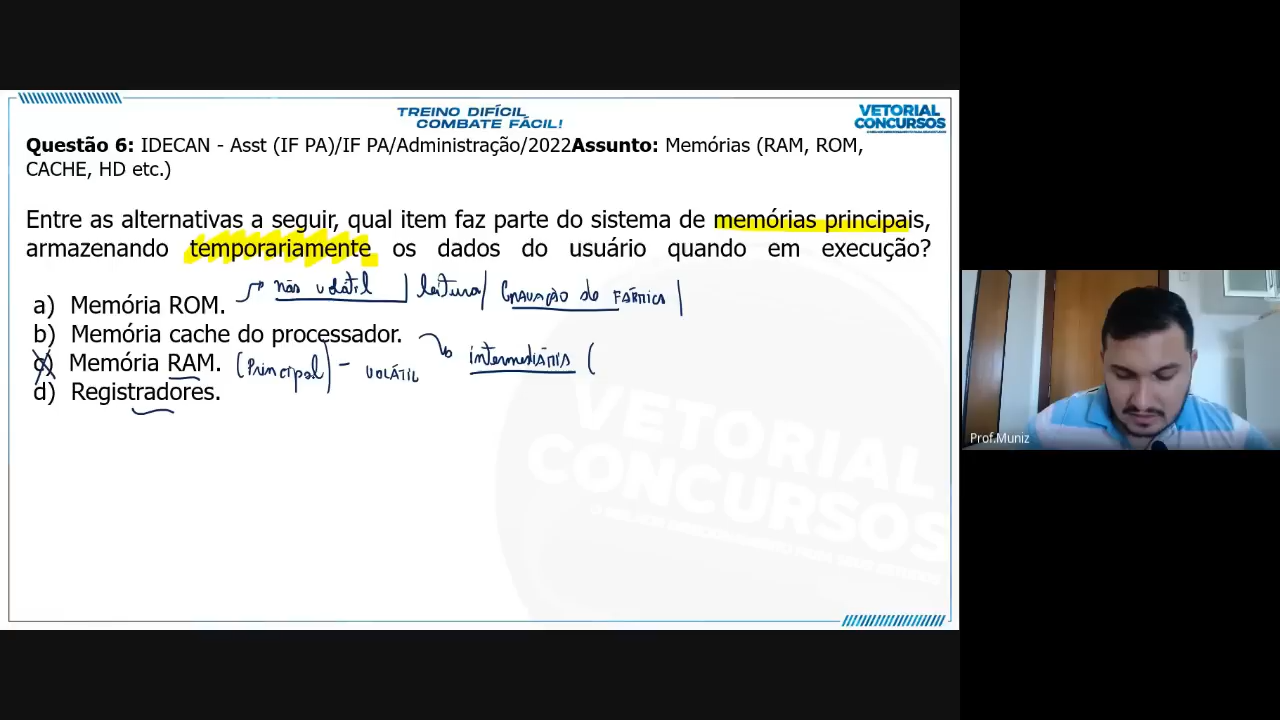 TREINO DIFÍCIL
COMBATE FÁCIL!
VETORIAL
CONCURSOS
Questão 6: IDECAN - Asst (IF PA)/IF PA/Administração/2022Assunto: Memórias (RAM, ROM,
CACHE, HD etc.)
Entre as alternativas a seguir, qual item faz parte do sistema de memórias principais,
armazenando temporariamente os dados do usuário quando em execução?
a) Memória ROM. não volátil leitura Gravação de FÁBRICA
b) Memória cache do processador. intermediária (
c) Memória RAM. (Principal) - VOLÁTIL
d) Registradores.
VETORIAL
CONCURSOS
Prof.Muniz